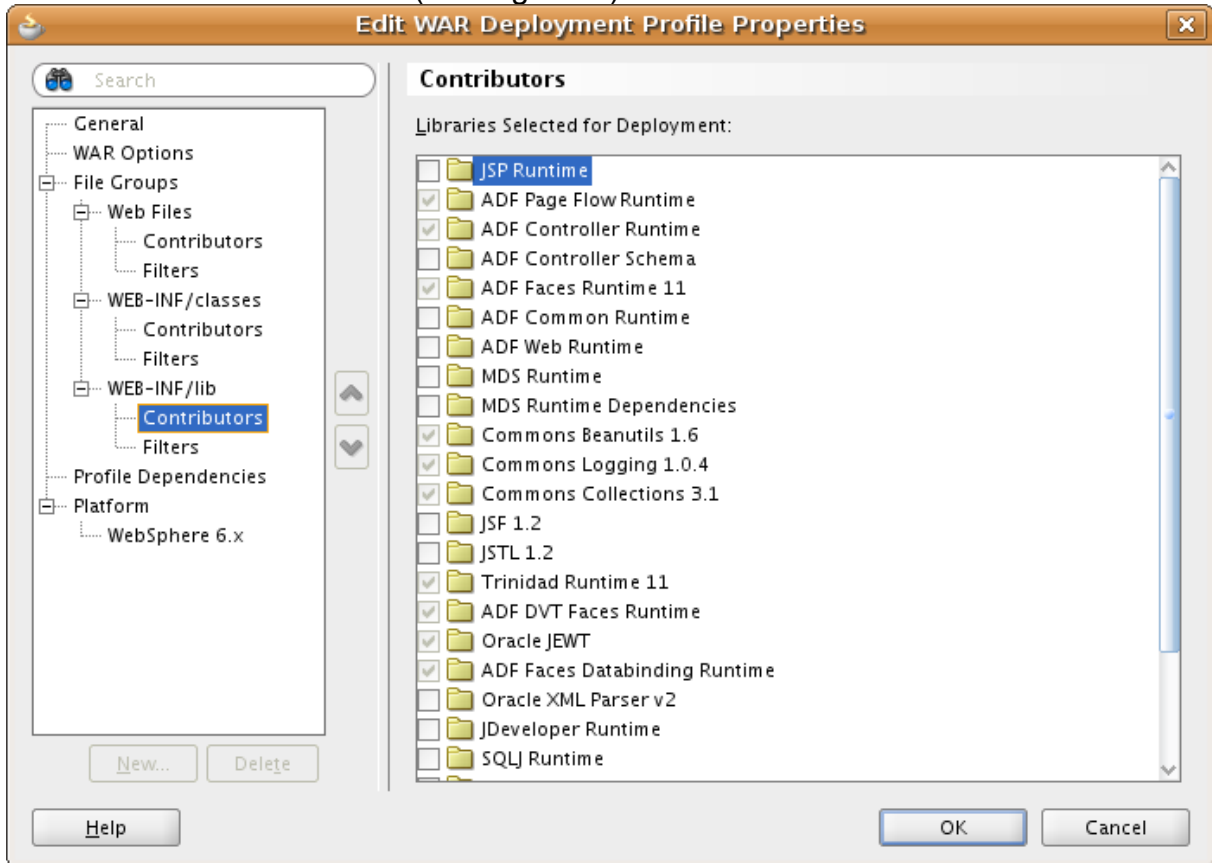 Edit WAR Deployment Profile Properties
Search
General
WAR Options
File Groups
Web Files
Contributors
Filters
WEB-INF/classes
Contributors
Filters
WEB-INF/lib
Contributors
Filters
Profile Dependencies
Platform
WebSphere 6.x
New...
Delete
Contributors
Libraries Selected for Deployment:
JSP Runtime
ADF Page Flow Runtime
ADF Controller Runtime
ADF Controller Schema
ADF Faces Runtime 11
ADF Common Runtime
ADF Web Runtime
MDS Runtime
MDS Runtime Dependencies
Commons Beanutils 1.6
Commons Logging 1.0.4
Commons Collections 3.1
JSF 1.2
JSTL 1.2
Trinidad Runtime 11
ADF DVT Faces Runtime
Oracle JEWT
ADF Faces Databinding Runtime
Oracle XML Parser v2
JDeveloper Runtime
SQLJ Runtime
Help
OK
Cancel